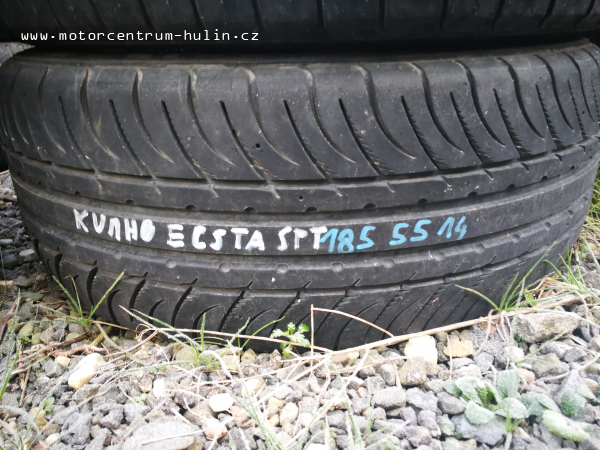 www.motorcentrum-hulin.cz
KUMHO ECSTA SPT 185 55 14